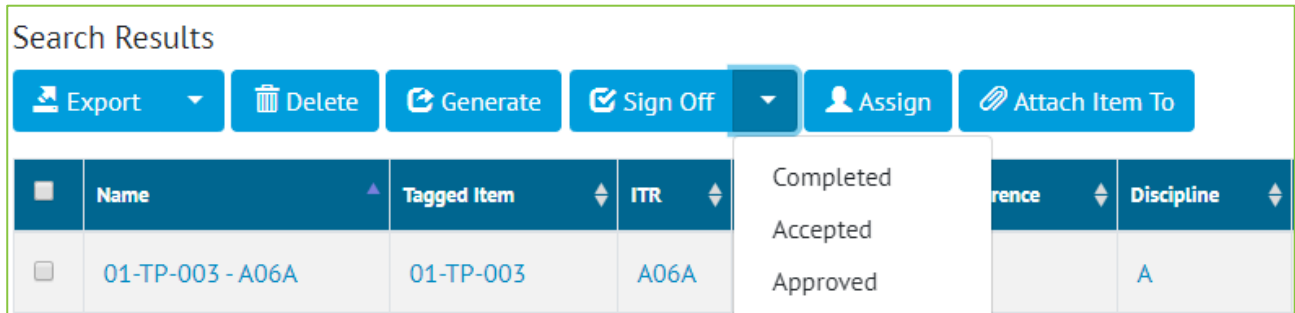 Search Results
Export Delete Generate Sign Off Assign Attach Item To
Name Tagged Item ITR rence Discipline
Completed
Accepted
Approved
01-TP-003 - A06A 01-TP-003 A06A A